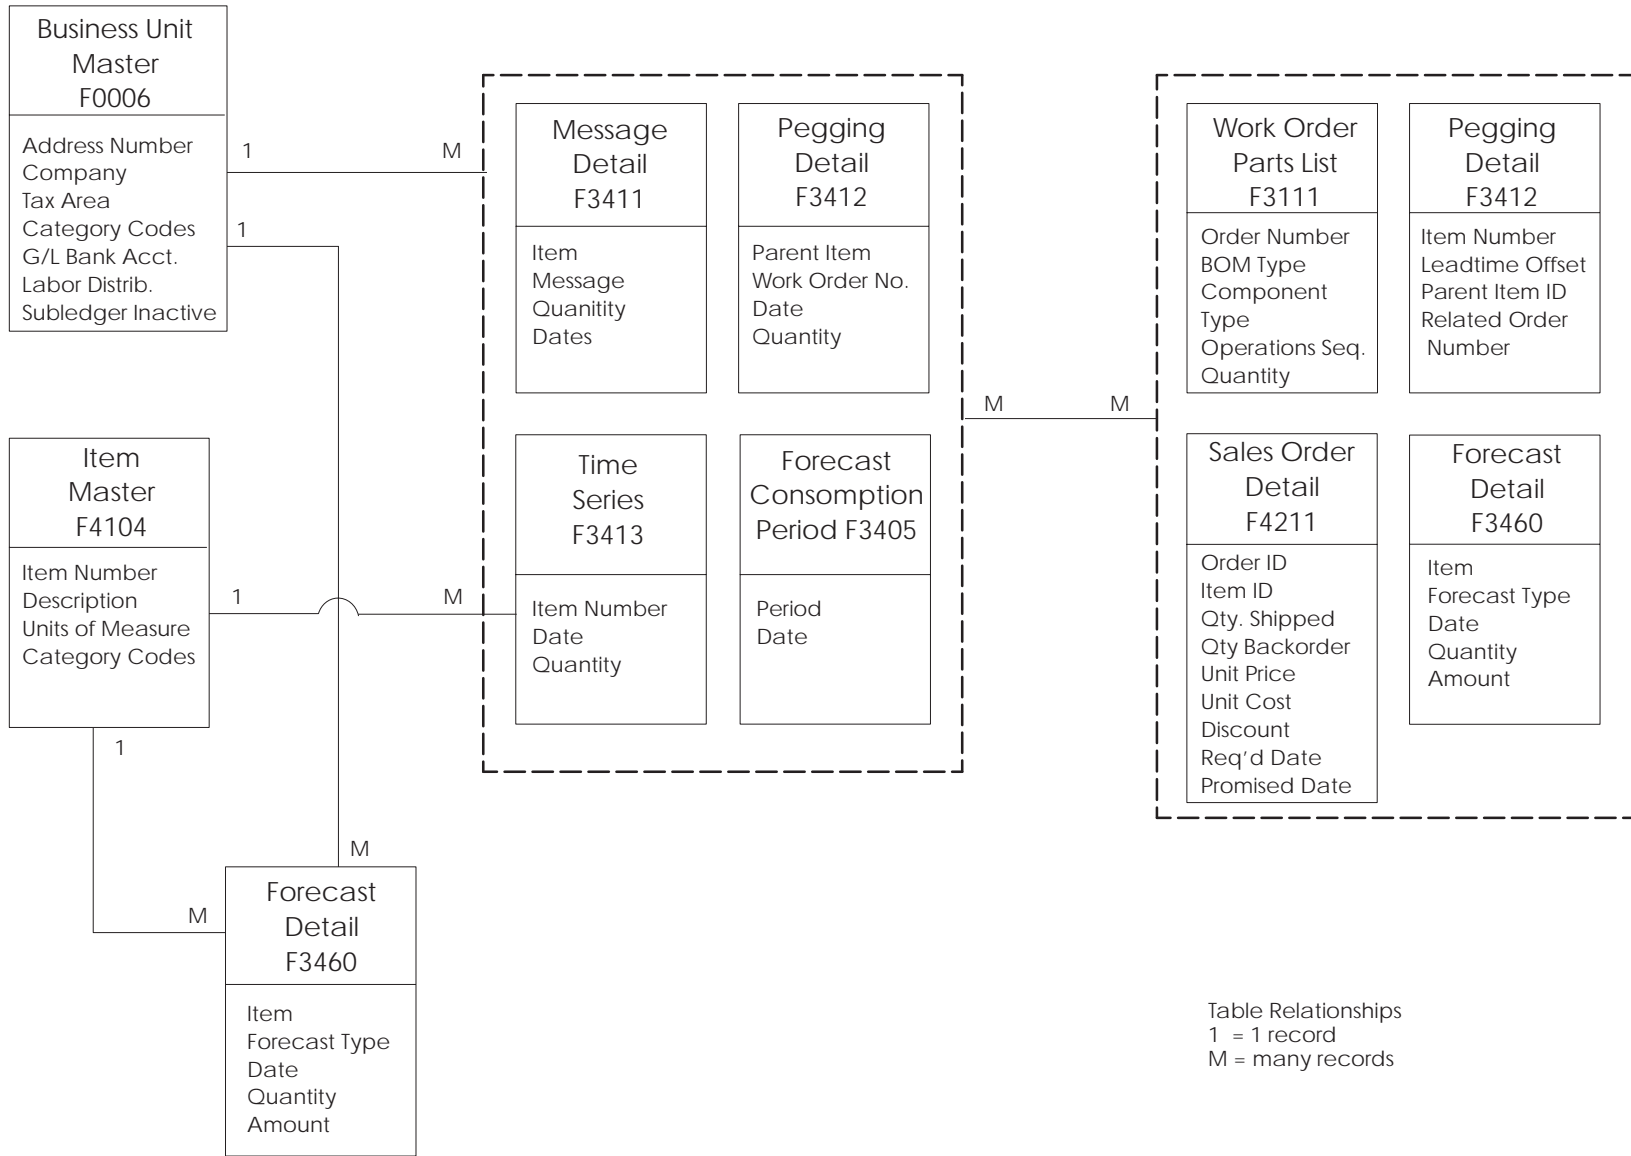 Business Unit
Master
F0006
Address Number
Company
Tax Area
Category Codes
G/L Bank Acct.
Labor Distrib.
Subledger Inactive
1
M
1
Message
Detail
F3411
Item
Message
Quanitity
Dates
Pegging
Detail
F3412
Parent Item
Work Order No.
Date
Quantity
Work Order
Parts List
F3111
Order Number
BOM Type
Component
Type
Operations Seq.
Quantity
Pegging
Detail
F3412
Item Number
Leadtime Offset
Parent Item ID
Related Order
Number
M
M
Item
Master
F4104
Item Number
Description
Units of Measure
Category Codes
1
M
1
Time
Series
F3413
Item Number
Date
Quantity
Forecast
Consomption
Period F3405
Period
Date
Sales Order
Detail
F4211
Order ID
Item ID
Qty. Shipped
Qty Backorder
Unit Price
Unit Cost
Discount
Req'd Date
Promised Date
Forecast
Detail
F3460
Item
Forecast Type
Date
Quantity
Amount
M
M
Forecast
Detail
F3460
Item
Forecast Type
Date
Quantity
Amount
Table Relationships
1 = 1 record
M = many records